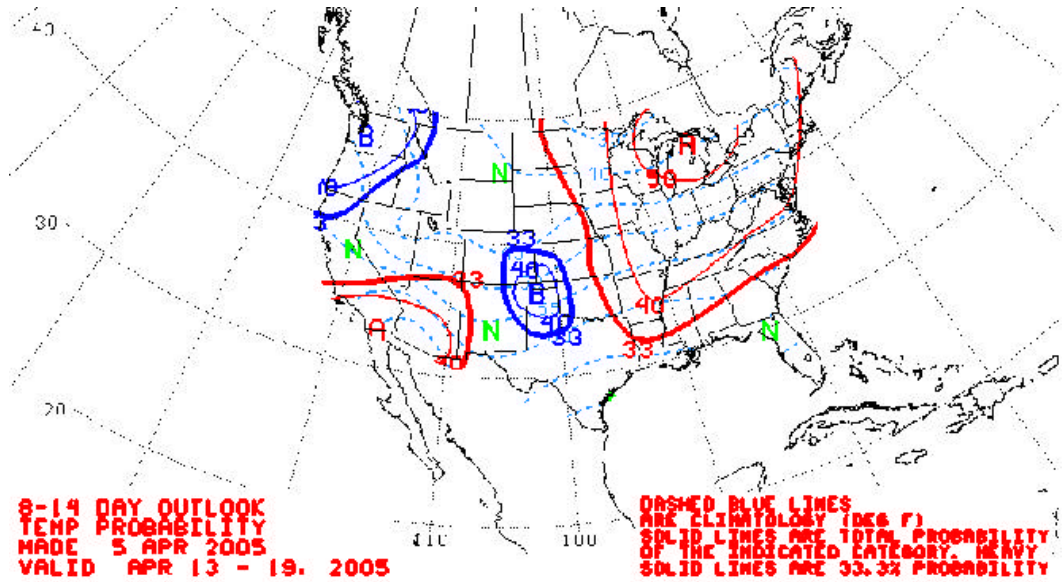 40
B
A
N
50
30
33
N
33
40
33
B
40
A
N
40
33
N
33
20
110
100
8-14 DAY OUTLOOK
TEMP PROBABILITY
MADE 5 APR 2005
VALID APR 13 - 19, 2005
DASHED BLUE LINES
ARE CLIMATOLOGY (DEG F)
SOLID LINES ARE TOTAL PROBABILITY
OF THE INDICATED CATEGORY. HEAVY
SOLID LINES ARE 33.3% PROBABILITY